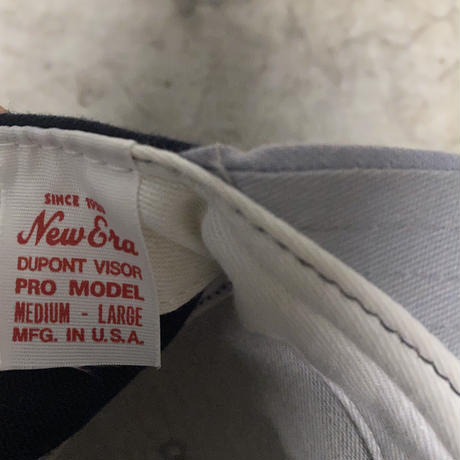 SINCE 1920
New Era
DUPONT VISOR
PRO MODEL
MEDIUM - LARGE
MFG. IN U.S.A.